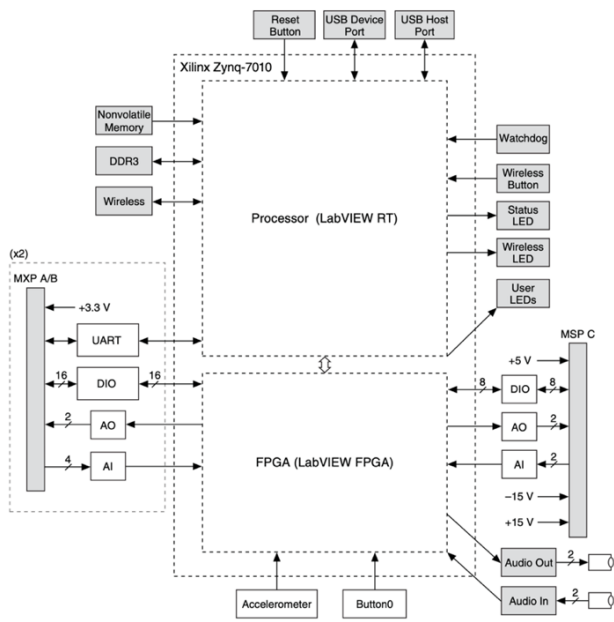 Reset
Button
USB Device
Port
USB Host
Port
Xilinx Zynq-7010
Nonvolatile
Memory
DDR3
Wireless
Processor (LabVIEW RT)
Watchdog
Wireless
Button
Status
LED
Wireless
LED
User
LEDs
(x2)
MXP A/B
+3.3 V
UART
16
DIO
16
2
AO
4
AI
FPGA (LabVIEW FPGA)
MSP C
+5 V
8
DIO
8
AO
2
AI
2
–15 V
+15 V
Audio Out
2
Audio In
2
Accelerometer
Button0